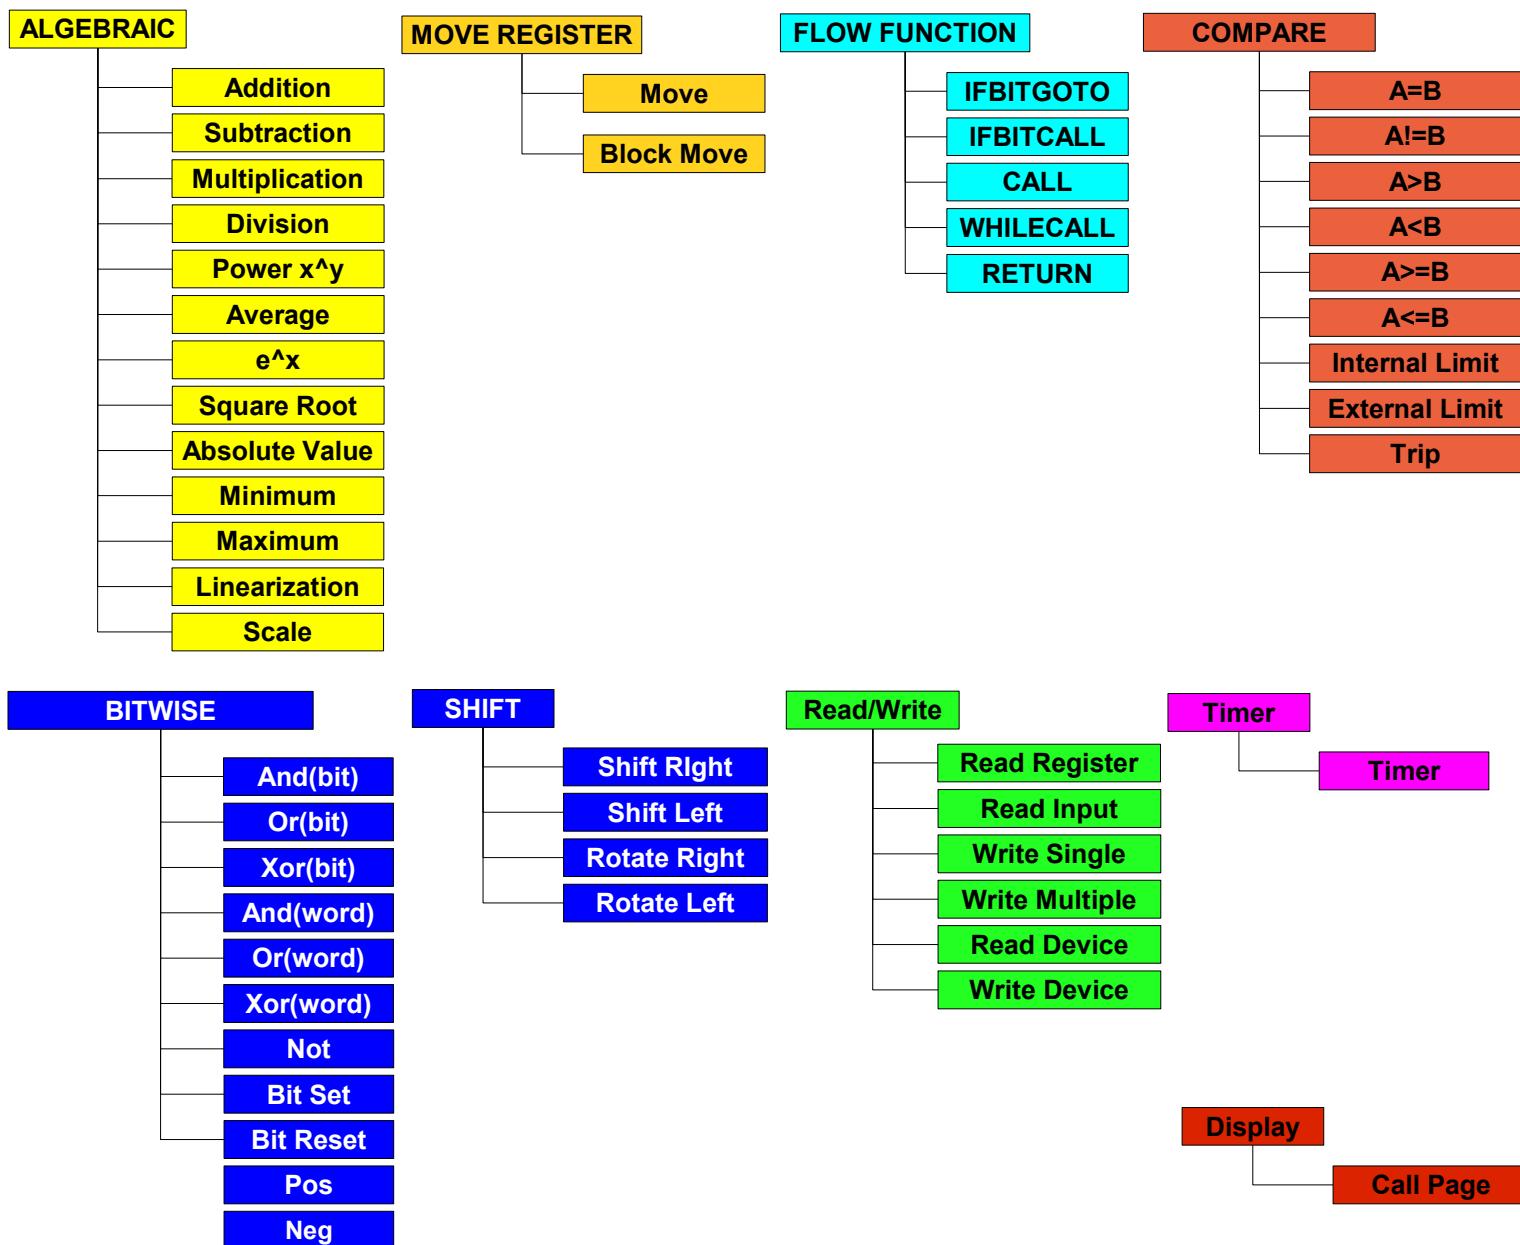 ALGEBRAIC
Addition
Subtraction
Multiplication
Division
Power x^y
Average
e^x
Square Root
Absolute Value
Minimum
Maximum
Linearization
Scale
MOVE REGISTER
Move
Block Move
FLOW FUNCTION
IFBITGOTO
IFBITCALL
CALL
WHILECALL
RETURN
COMPARE
A=B
A!=B
A>B
A<B
A>=B
A<=B
Internal Limit
External Limit
Trip
BITWISE
And(bit)
Or(bit)
Xor(bit)
And(word)
Or(word)
Xor(word)
Not
Bit Set
Bit Reset
Pos
Neg
SHIFT
Shift RIght
Shift Left
Rotate Right
Rotate Left
Read/Write
Read Register
Read Input
Write Single
Write Multiple
Read Device
Write Device
Timer
Timer
Display
Call Page